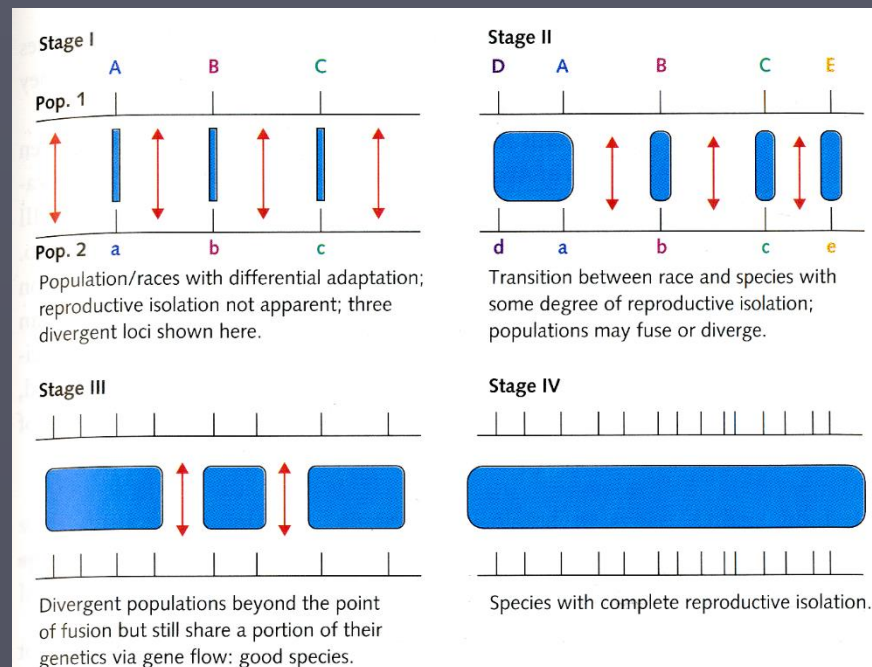 Stage I
A B C
Pop. 1
Pop. 2 a b c
Population/races with differential adaptation;
reproductive isolation not apparent; three
divergent loci shown here.
Stage II
D A B C E
d a b c e
Transition between race and species with
some degree of reproductive isolation;
populations may fuse or diverge.
Stage III
Divergent populations beyond the point
of fusion but still share a portion of their
genetics via gene flow: good species.
Stage IV
Species with complete reproductive isolation.